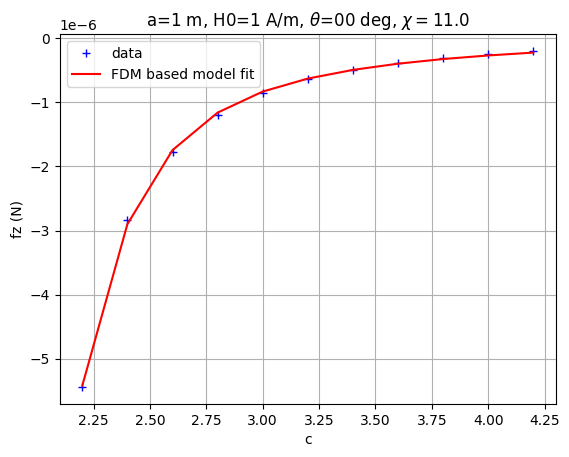 a=1 m, H0=1 A/m, θ=00 deg, χ = 11.0
1e−6
data
FDM based model fit
0
−1
−2
−3
−4
−5
fz (N)
2.25 2.50 2.75 3.00 3.25 3.50 3.75 4.00 4.25
c